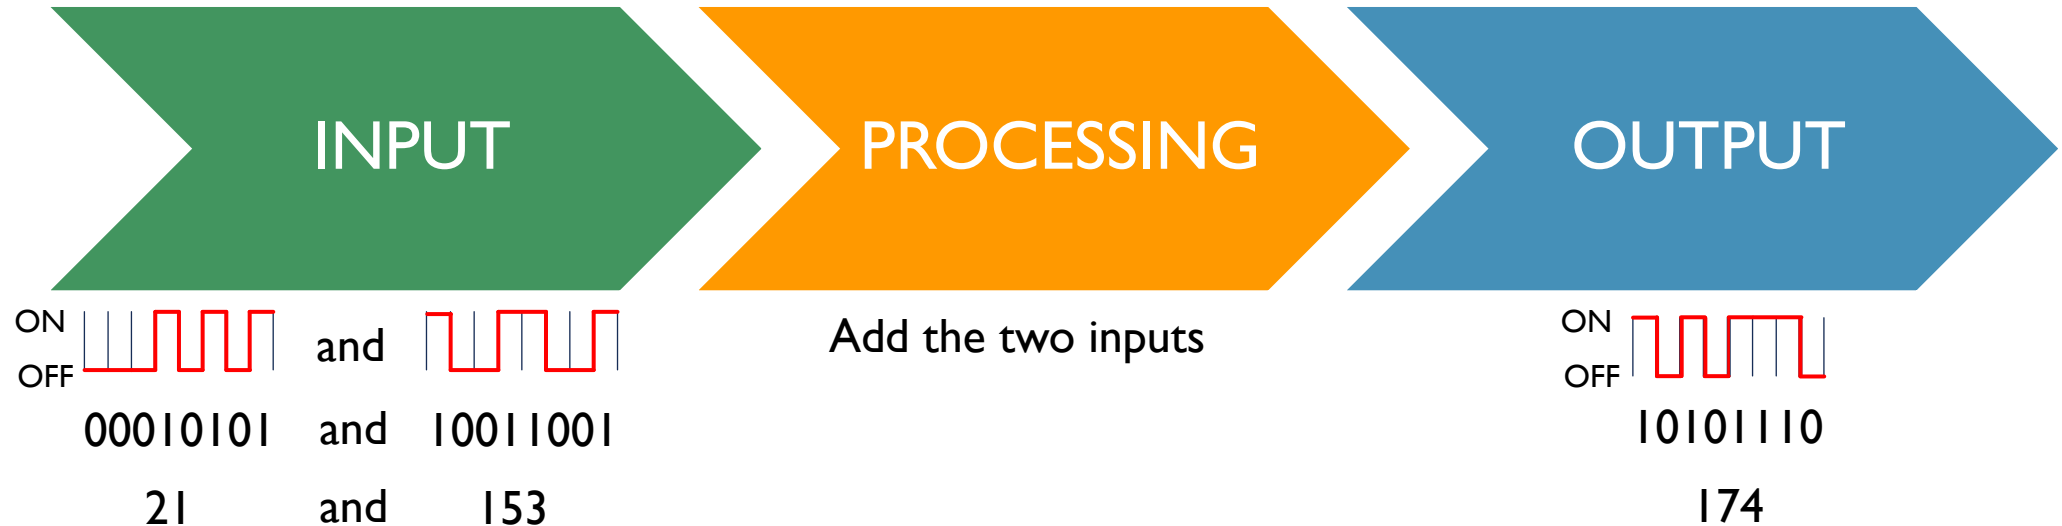 INPUT
PROCESSING
OUTPUT
ON
OFF
and
00010101 and 10011001
21 and 153
Add the two inputs
ON
OFF
10101110
174